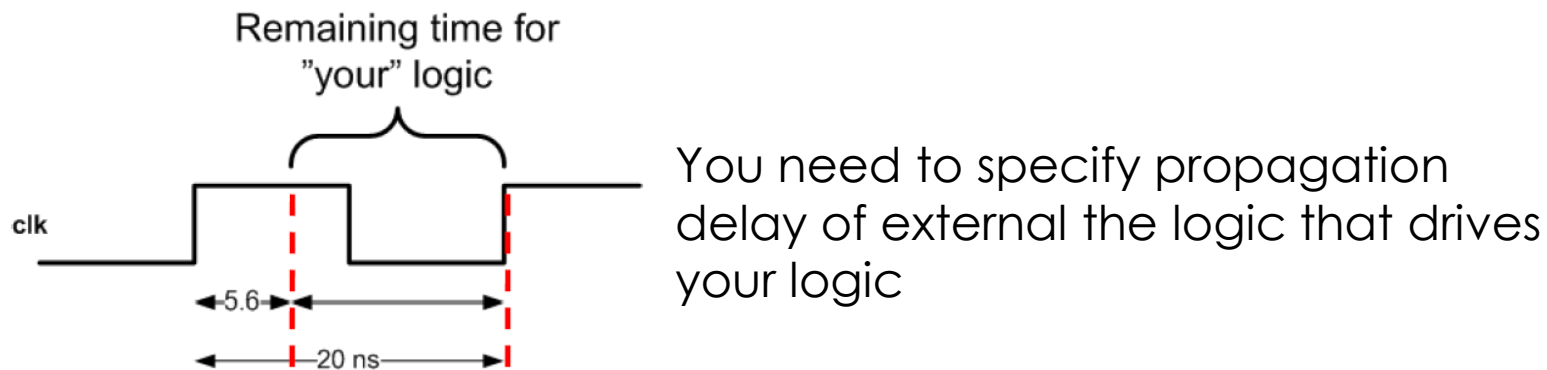 Remaining time for
”your” logic
You need to specify propagation
delay of external the logic that drives
your logic
clk
5.6
20 ns